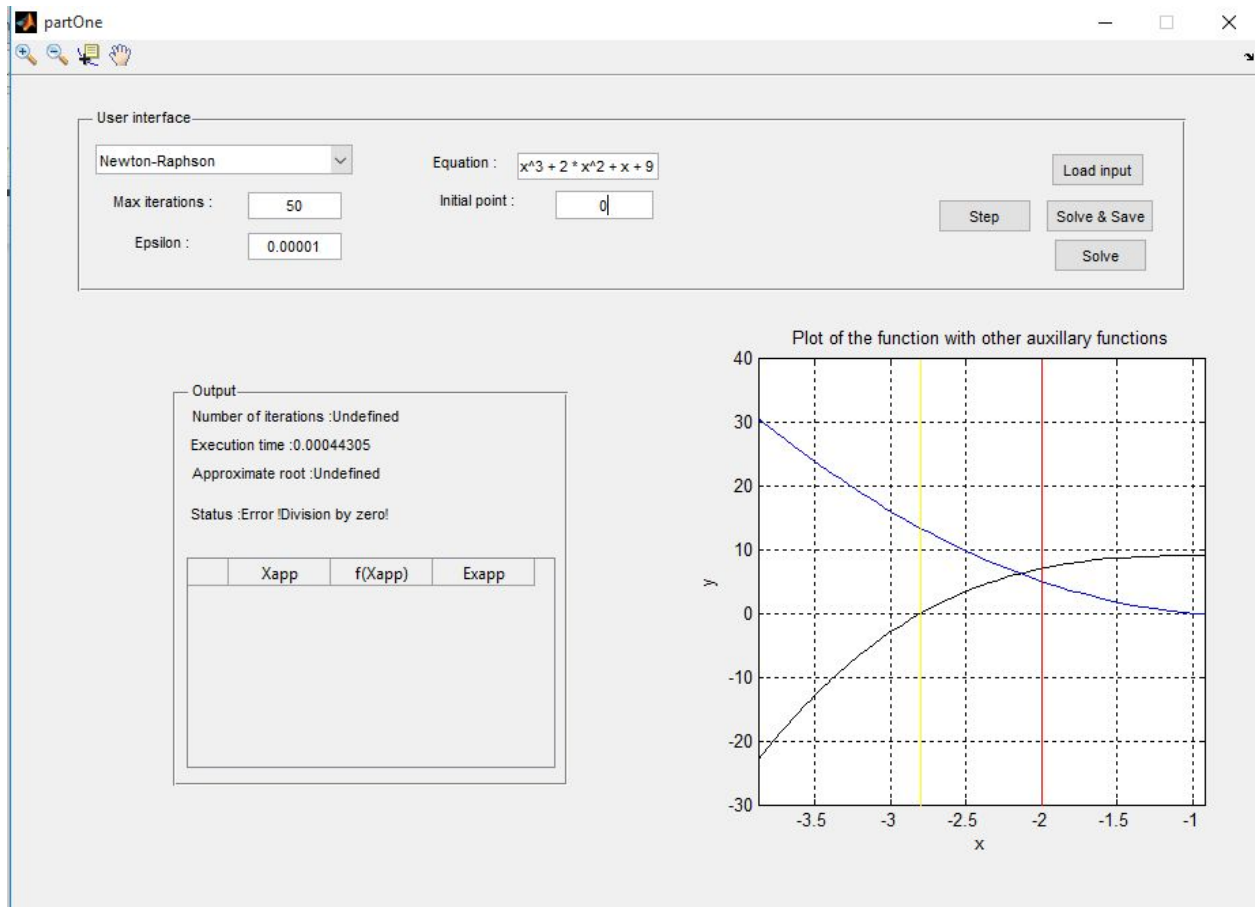 partOne
User interface
Newton-Raphson
Equation :
x^3 + 2 * x^2 + x + 9
Load input
Max iterations :
50
Initial point :
0
Step
Solve & Save
Epsilon :
0.00001
Solve
Output
Number of iterations :Undefined
Execution time :0.00044305
Approximate root :Undefined
Status :Error !Division by zero!
Xapp f(Xapp) Exapp
Plot of the function with other auxillary functions
40
30
20
10
0
-10
-20
-30
y
-3.5 -3 -2.5 -2 -1.5 -1
x